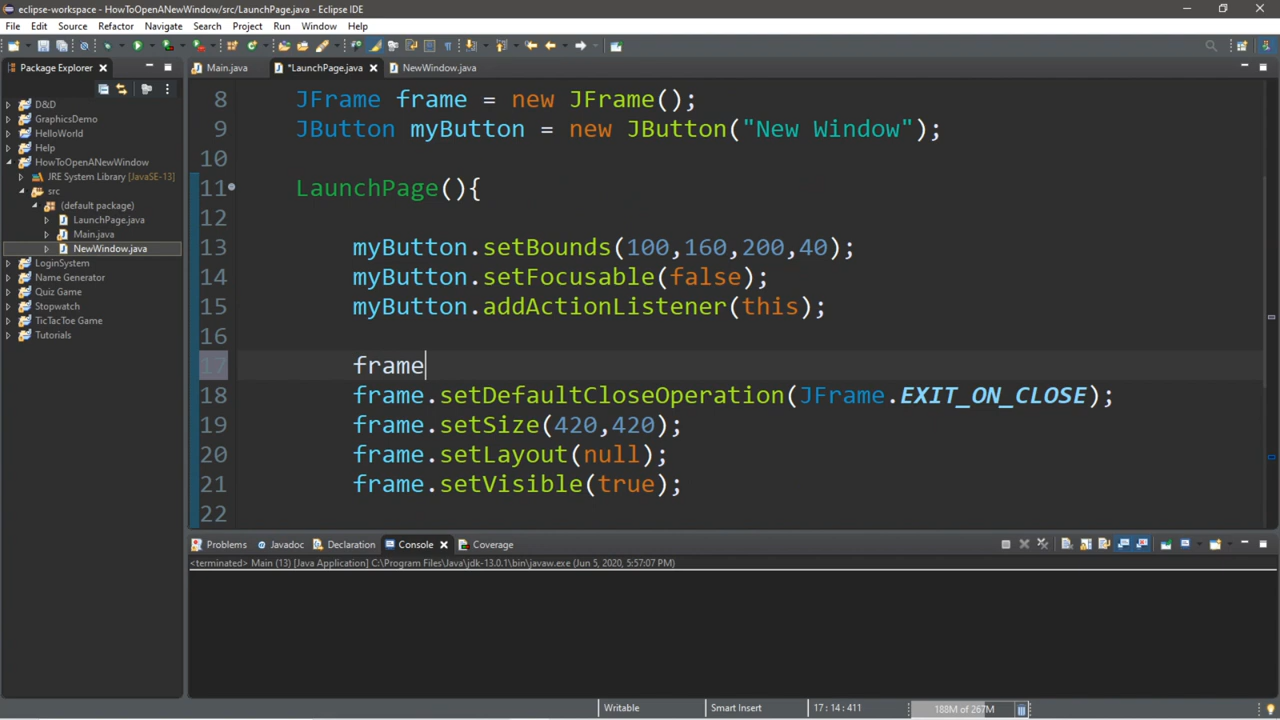 eclipse-workspace - HowToOpenANewWindow/src/LaunchPage.java - Eclipse IDE
File Edit Source Refactor Navigate Search Project Run Window Help
Package Explorer
Main.java *LaunchPage.java NewWindow.java
D&D
GraphicsDemo
HelloWorld
Help
HowToOpenANewWindow
JRE System Library [JavaSE-13]
src
(default package)
LaunchPage.java
Main.java
NewWindow.java
LoginSystem
Name Generator
Quiz Game
Stopwatch
TicTacToe Game
Tutorials
8 JFrame frame = new JFrame();
9 JButton myButton = new JButton("New Window");
10
11 LaunchPage(){
12
13 myButton.setBounds(100,160,200,40);
14 myButton.setFocusable(false);
15 myButton.addActionListener(this);
16
17 frame
18 frame.setDefaultCloseOperation(JFrame.EXIT_ON_CLOSE);
19 frame.setSize(420,420);
20 frame.setLayout(null);
21 frame.setVisible(true);
22
Problems Javadoc Declaration Console Coverage
<terminated> Main (13) [Java Application] C:\Program Files\Java\jdk-13.0.1\bin\javaw.exe (Jun 5, 2020, 5:57:07 PM)
Writable Smart Insert 17 : 14 : 411 188M of 267M